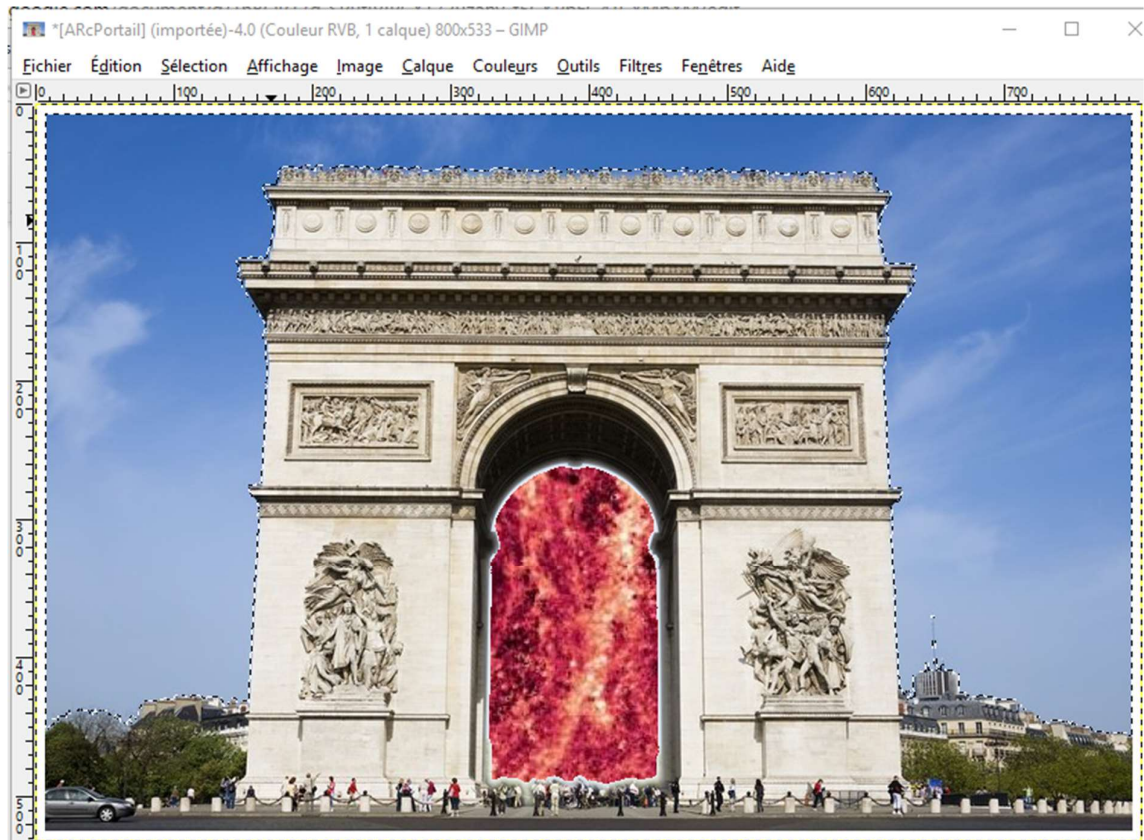 *[ARcPortail] (importée)-4.0 (Couleur RVB, 1 calque) 800x533 – GIMP
Fichier Édition Sélection Affichage Image Calque Couleurs Outils Filtres Fenêtres Aide
0 100 200 300 400 500 600 700
0
100
200
300
400
500